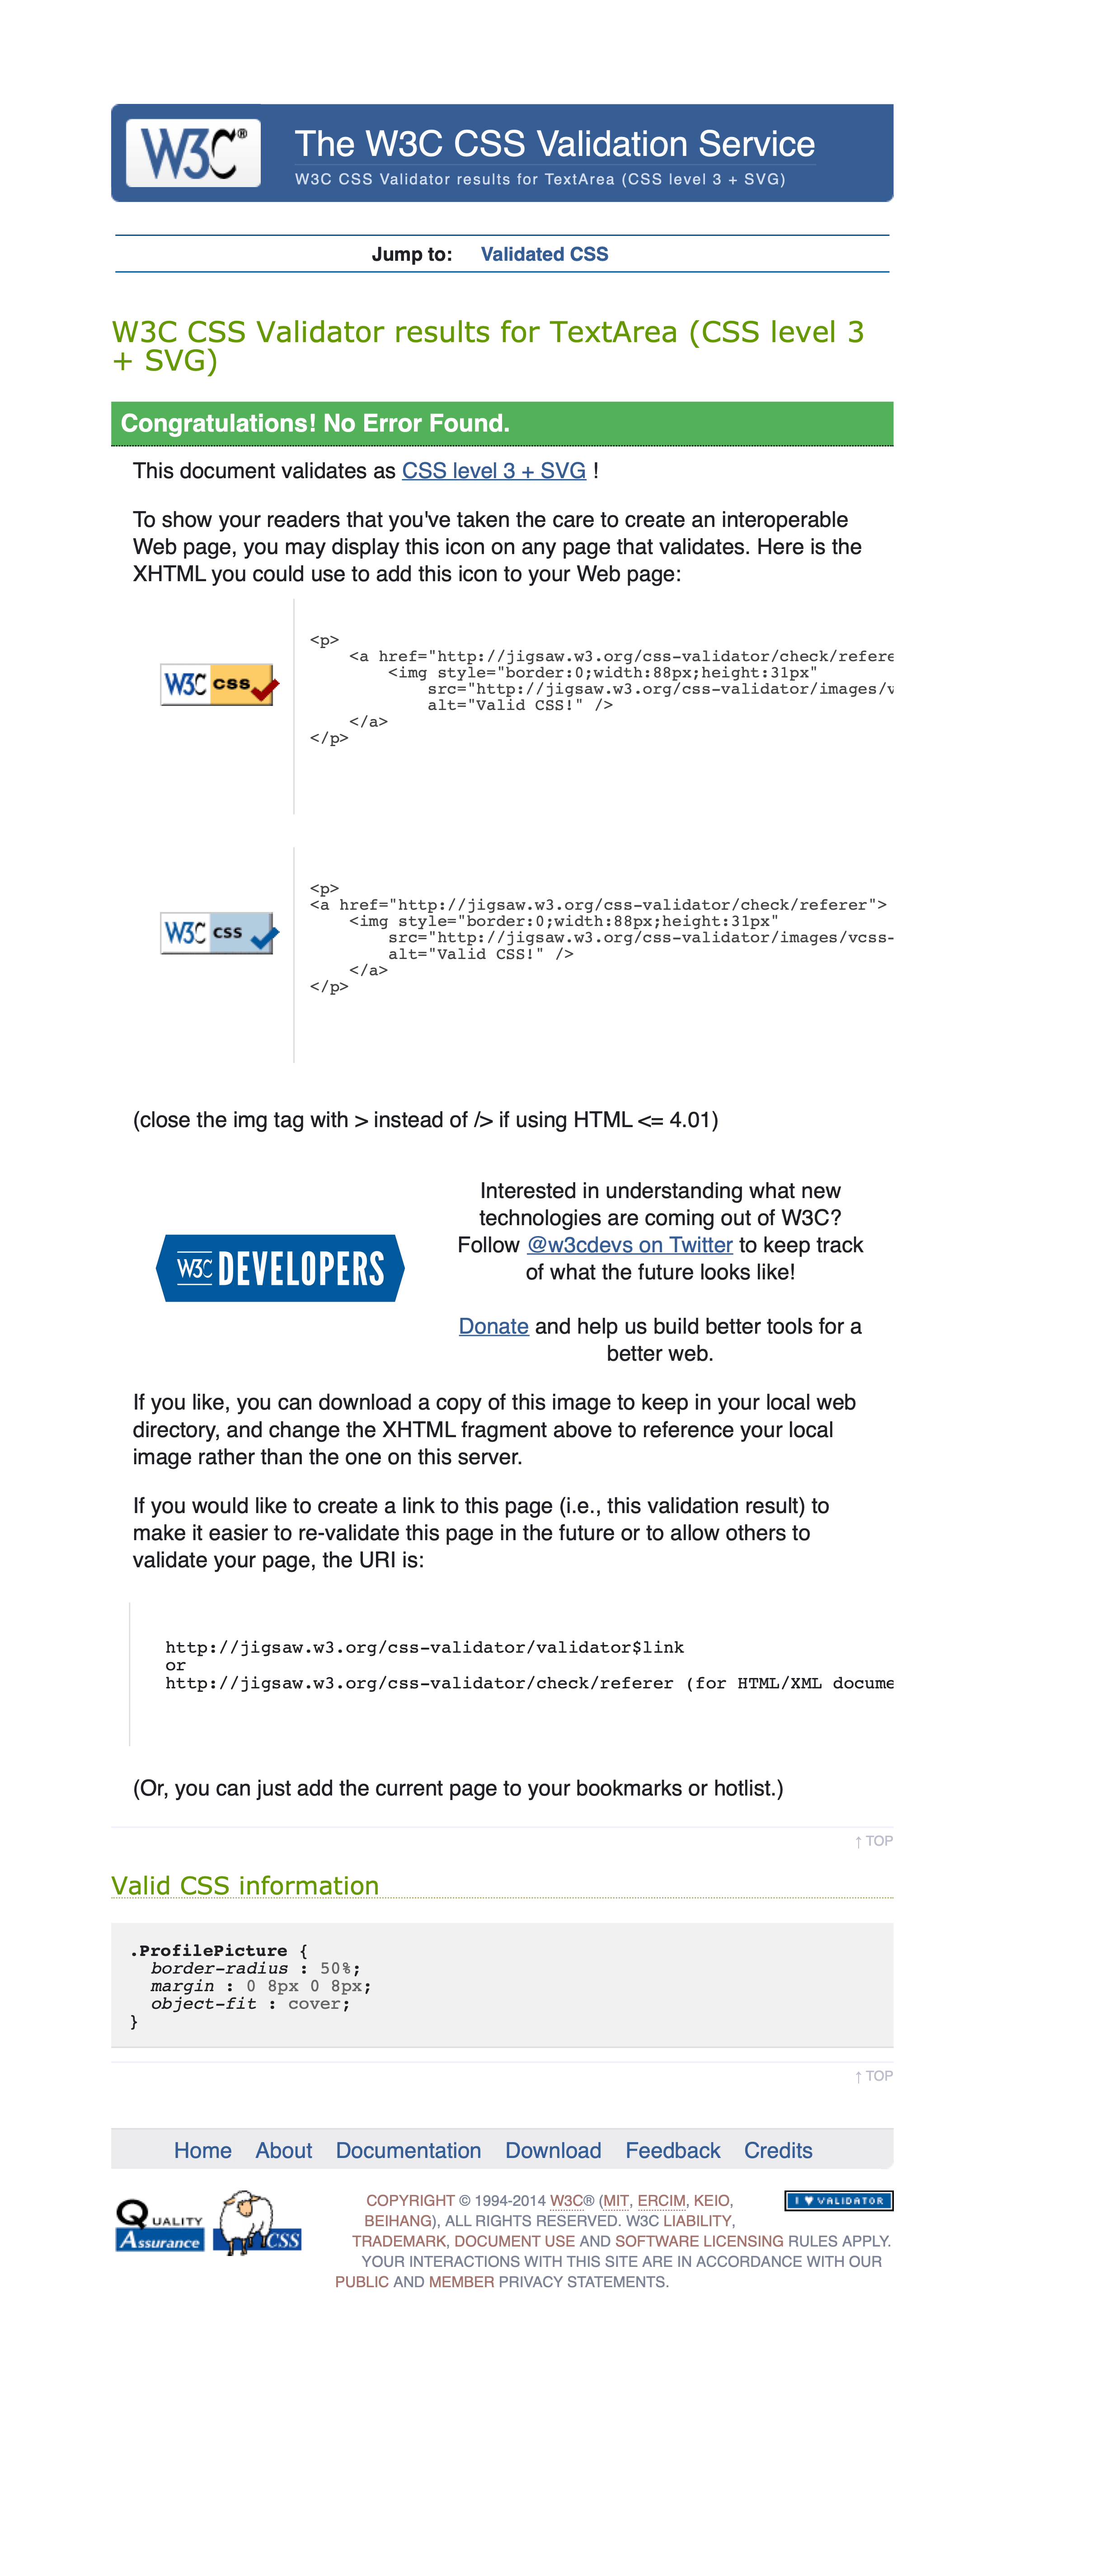 W3C®
The W3C CSS Validation Service
W3C CSS Validator results for TextArea (CSS level 3 + SVG)
Jump to: Validated CSS
W3C CSS Validator results for TextArea (CSS level 3
+ SVG)
Congratulations! No Error Found.
This document validates as CSS level 3 + SVG !
To show your readers that you've taken the care to create an interoperable
Web page, you may display this icon on any page that validates. Here is the
XHTML you could use to add this icon to your Web page:
W3C css
<p>
<a href="http://jigsaw.w3.org/css-validator/check/refere
<img style="border:0;width:88px;height:31px"
src="http://jigsaw.w3.org/css-validator/images/v
alt="Valid CSS!" />
</a>
</p>
W3C css
<p>
<a href="http://jigsaw.w3.org/css-validator/check/referer">
<img style="border:0;width:88px;height:31px"
src="http://jigsaw.w3.org/css-validator/images/vcss-
alt="Valid CSS!" />
</a>
</p>
(close the img tag with > instead of /> if using HTML <= 4.01)
W3C DEVELOPERS
Interested in understanding what new
technologies are coming out of W3C?
Follow @w3cdevs on Twitter to keep track
of what the future looks like!
Donate and help us build better tools for a
better web.
If you like, you can download a copy of this image to keep in your local web
directory, and change the XHTML fragment above to reference your local
image rather than the one on this server.
If you would like to create a link to this page (i.e., this validation result) to
make it easier to re-validate this page in the future or to allow others to
validate your page, the URI is:
http://jigsaw.w3.org/css-validator/validator$link
or
http://jigsaw.w3.org/css-validator/check/referer (for HTML/XML docume
(Or, you can just add the current page to your bookmarks or hotlist.)
↑ TOP
Valid CSS information
.ProfilePicture {
border-radius : 50%;
margin : 0 8px 0 8px;
object-fit : cover;
}
↑ TOP
Home About Documentation Download Feedback Credits
QUALITY
Assurance
CSS
I ♥ VALIDATOR
COPYRIGHT © 1994-2014 W3C® (MIT, ERCIM, KEIO,
BEIHANG), ALL RIGHTS RESERVED. W3C LIABILITY,
TRADEMARK, DOCUMENT USE AND SOFTWARE LICENSING RULES APPLY.
YOUR INTERACTIONS WITH THIS SITE ARE IN ACCORDANCE WITH OUR
PUBLIC AND MEMBER PRIVACY STATEMENTS.